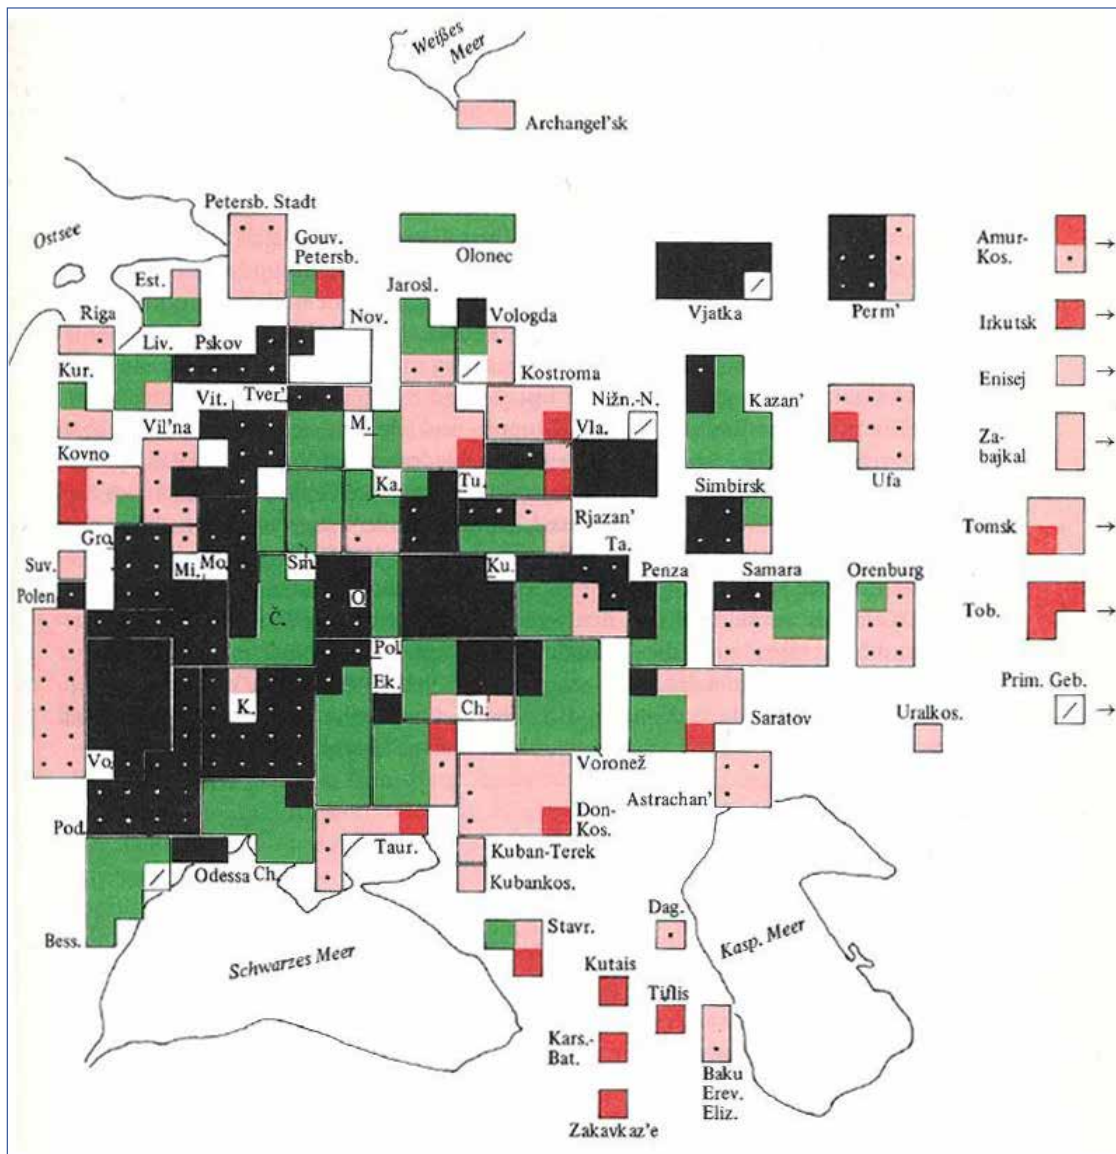 Weißes
Meer
Archangel'sk
Petersb. Stadt
Ostsee
Gouv.
Petersb.
Olonec
Amur-
Kos.
Est.
Jarosl.
Vjatka
Perm'
Riga
Nov.
Vologda
Irkutsk
Liv.
Pskov
Kur.
Kostroma
Enisej
Vit.
Tver'
Nižn.-N.
Kazan'
M.
Vla.
Vil'na
Za-
bajkal
Kovno
Ka.
Tu.
Simbirsk
Ufa
Rjazan'
Tomsk
Gro.
Ta.
Suv.
Mi.
Mo.
Sm.
Ku.
Penza
Samara
Orenburg
Polen
O.
Tob.
Č.
Pol.
Prim. Geb.
Ek.
K.
Ch.
Saratov
Uralkos.
Vo.
Voronež
Astrachan'
Don-
Kos.
Pod.
Taur.
Kuban-Terek
Odessa
Ch.
Kubankos.
Bess.
Stavr.
Dag.
Kasp. Meer
Schwarzes Meer
Kutais
Tiflis
Kars.-
Bat.
Baku
Erev.
Eliz.
Zakavkaz'e